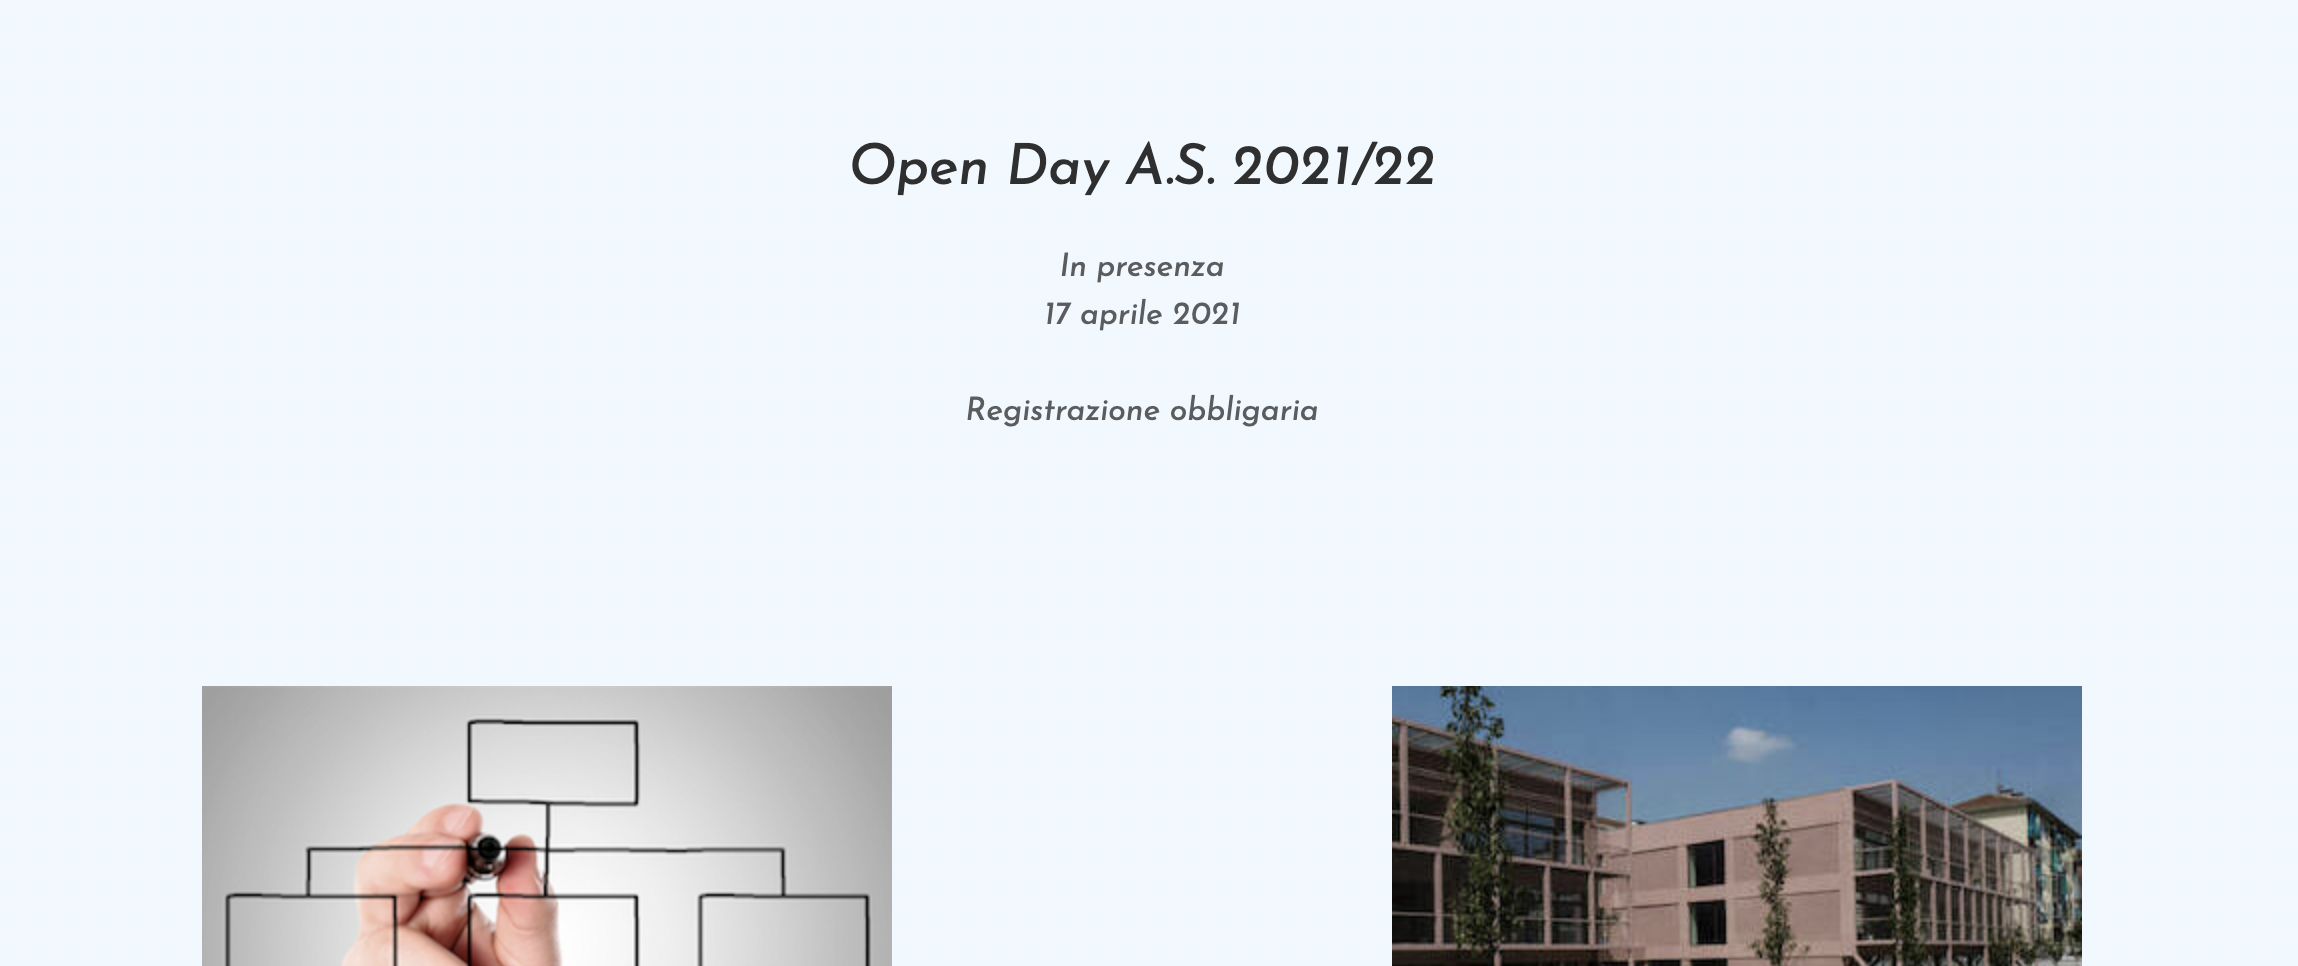 Open Day A.S. 2021/22
In presenza
17 aprile 2021
Registrazione obbligaria